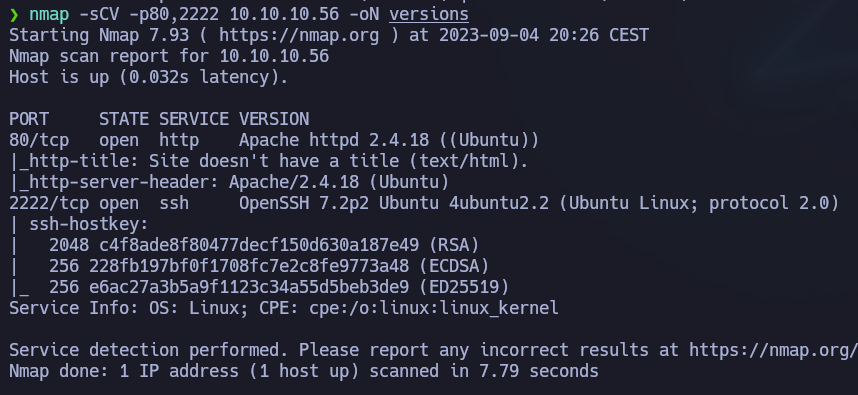 ❯ nmap -sCV -p80,2222 10.10.10.56 -oN versions
Starting Nmap 7.93 ( https://nmap.org ) at 2023-09-04 20:26 CEST
Nmap scan report for 10.10.10.56
Host is up (0.032s latency).

PORT     STATE SERVICE VERSION
80/tcp   open  http    Apache httpd 2.4.18 ((Ubuntu))
|_http-title: Site doesn't have a title (text/html).
|_http-server-header: Apache/2.4.18 (Ubuntu)
2222/tcp open  ssh     OpenSSH 7.2p2 Ubuntu 4ubuntu2.2 (Ubuntu Linux; protocol 2.0)
| ssh-hostkey:
|   2048 c4f8ade8f80477decf150d630a187e49 (RSA)
|   256 228fb197bf0f1708fc7e2c8fe9773a48 (ECDSA)
|_  256 e6ac27a3b5a9f1123c34a55d5beb3de9 (ED25519)
Service Info: OS: Linux; CPE: cpe:/o:linux:linux_kernel

Service detection performed. Please report any incorrect results at https://nmap.org/
Nmap done: 1 IP address (1 host up) scanned in 7.79 seconds